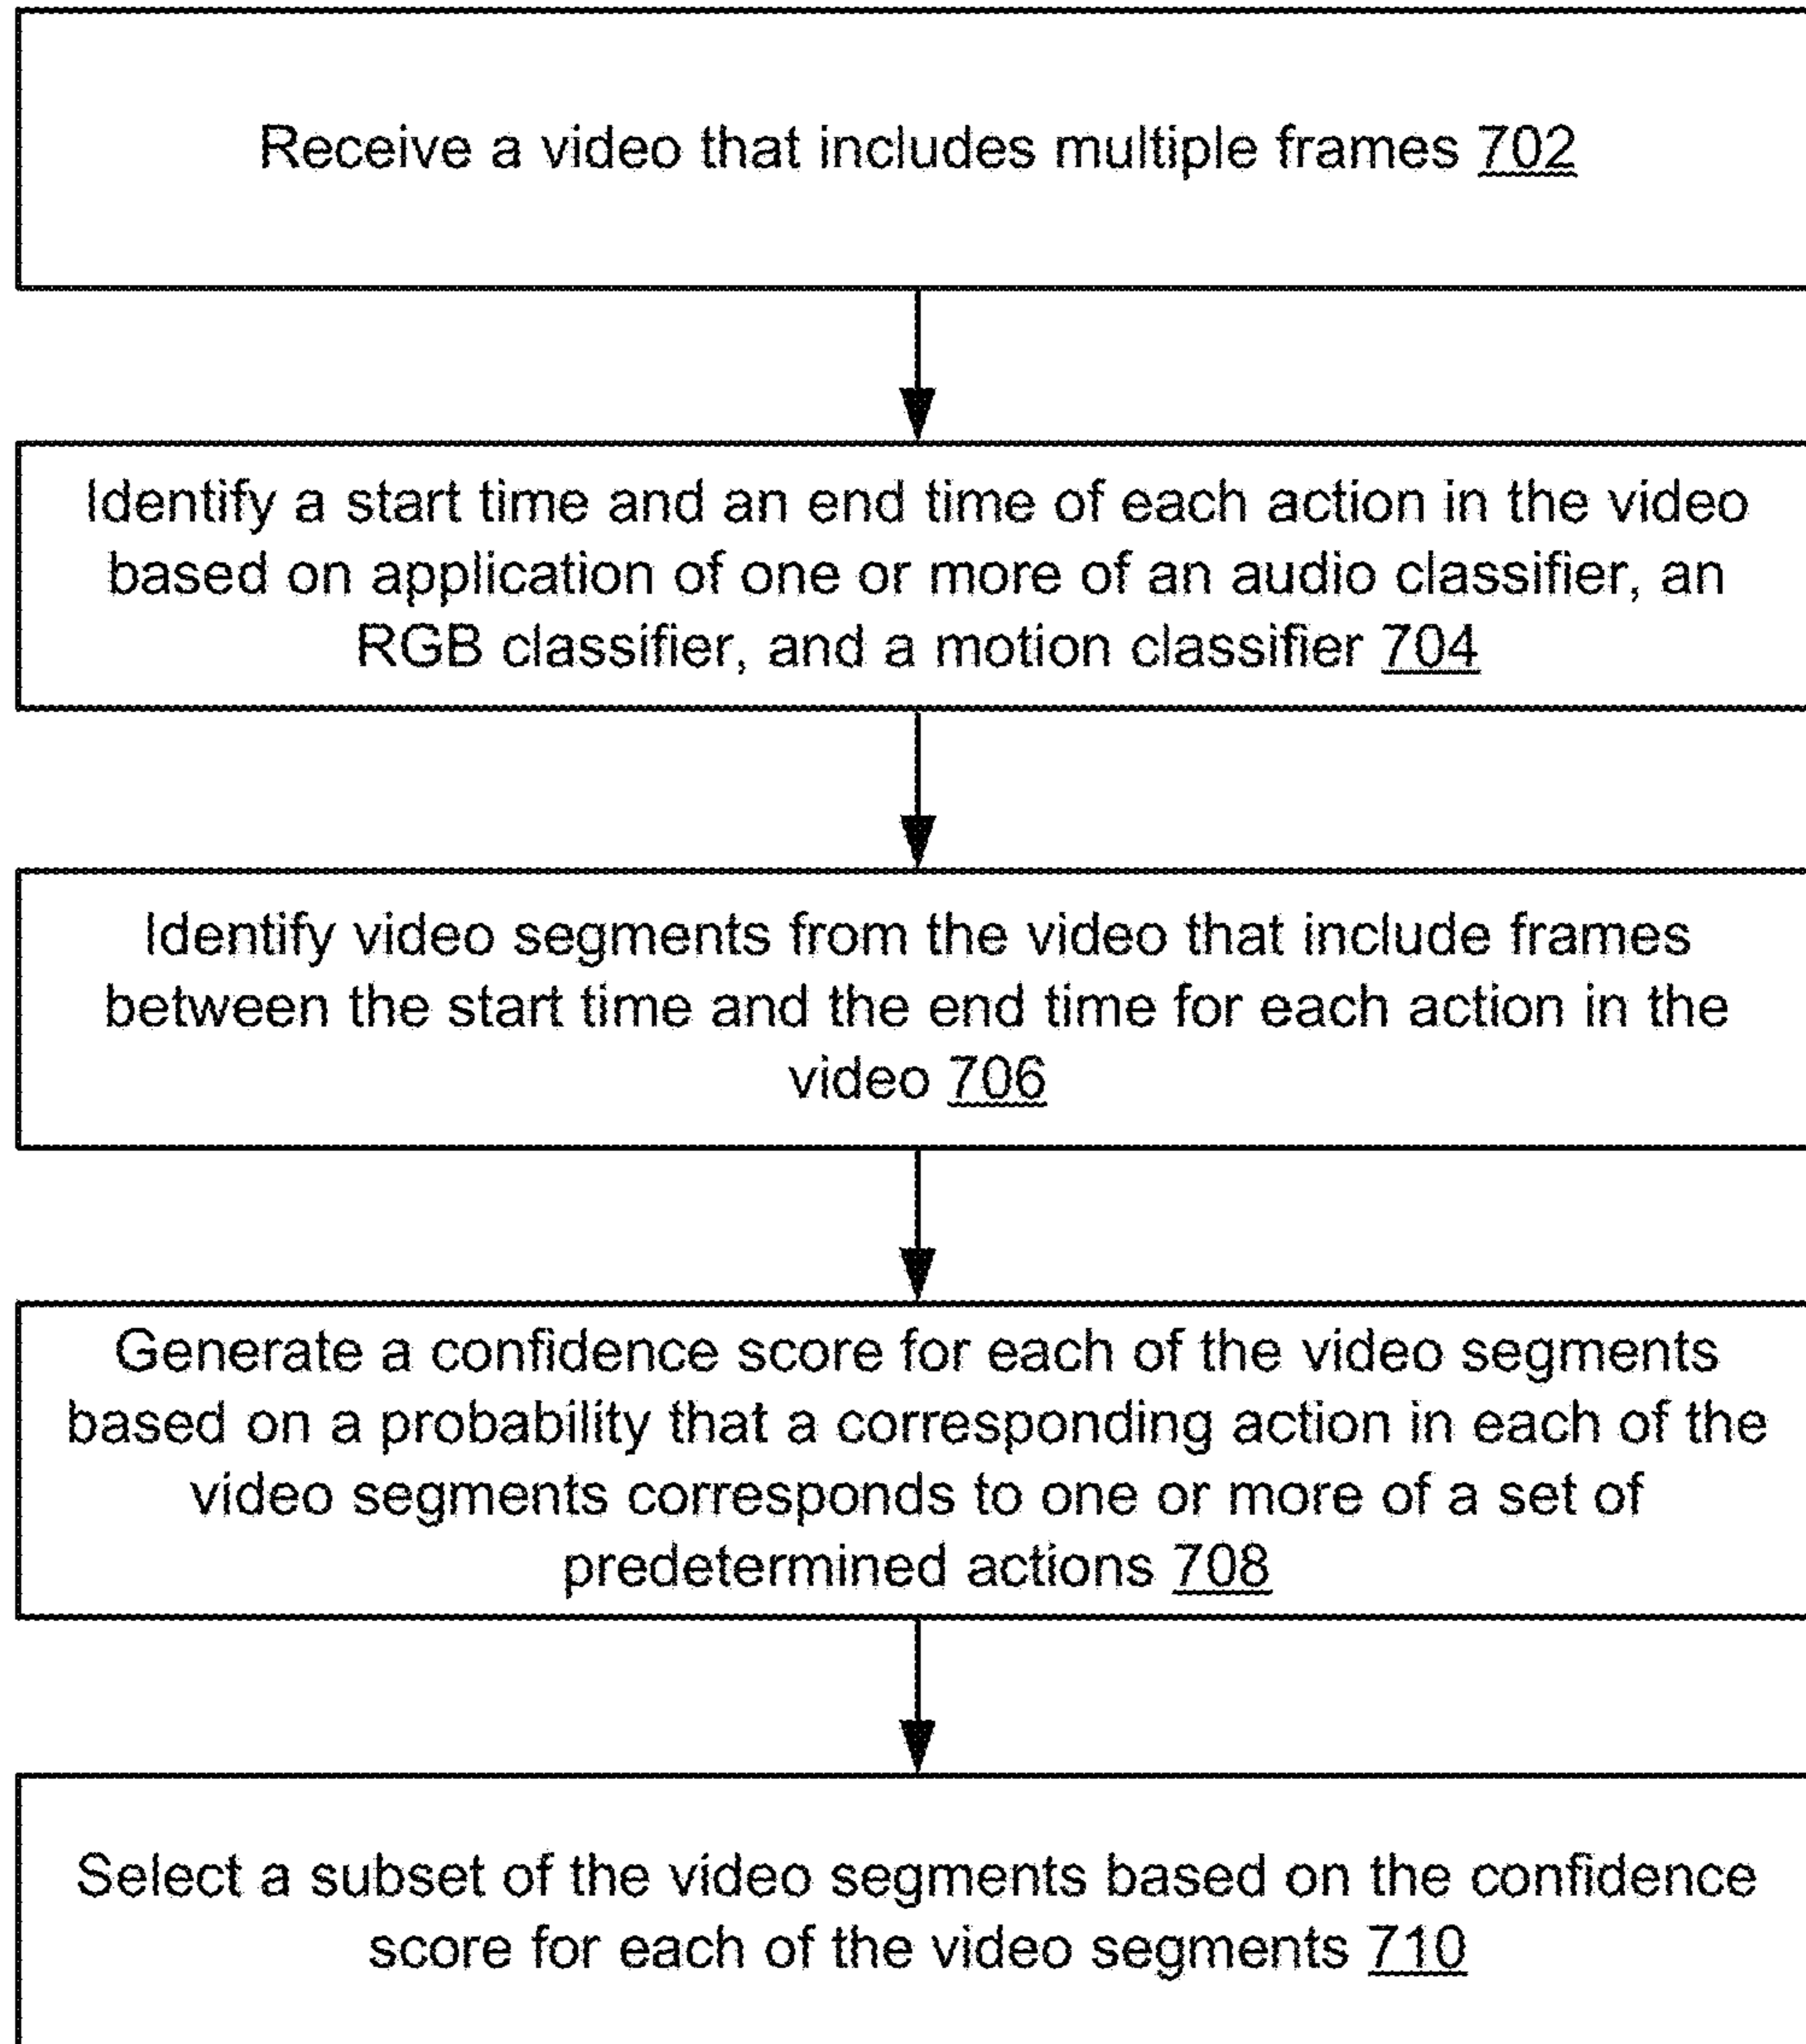 Receive a video that includes multiple frames 702
Identify a start time and an end time of each action in the video
based on application of one or more of an audio classifier, an
RGB classifier, and a motion classifier 704
Identify video segments from the video that include frames
between the start time and the end time for each action in the
video 706
Generate a confidence score for each of the video segments
based on a probability that a corresponding action in each of the
video segments corresponds to one or more of a set of
predetermined actions 708
Select a subset of the video segments based on the confidence
score for each of the video segments 710